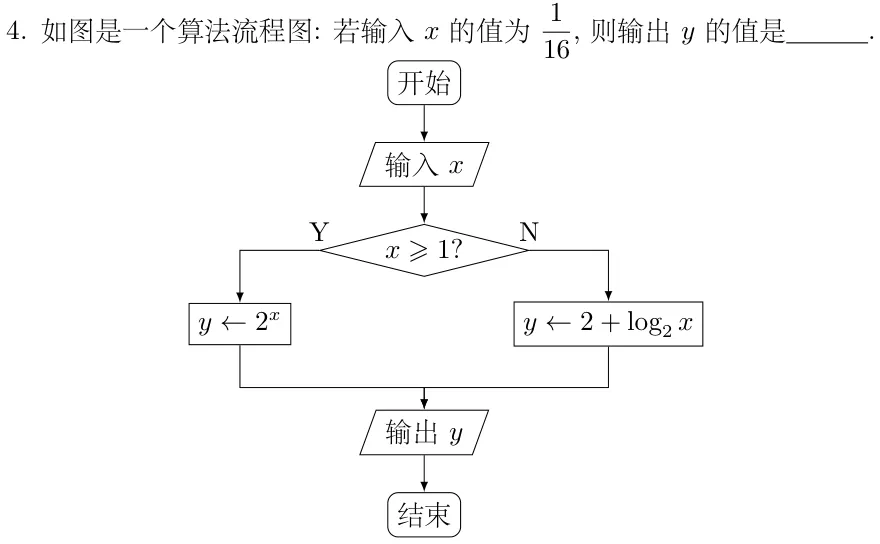 4. 如图是一个算法流程图: 若输入 x 的值为 1/16, 则输出 y 的值是______.
开始
输入 x
Y
N
x ⩾ 1?
y ← 2^x
y ← 2 + log₂ x
输出 y
结束